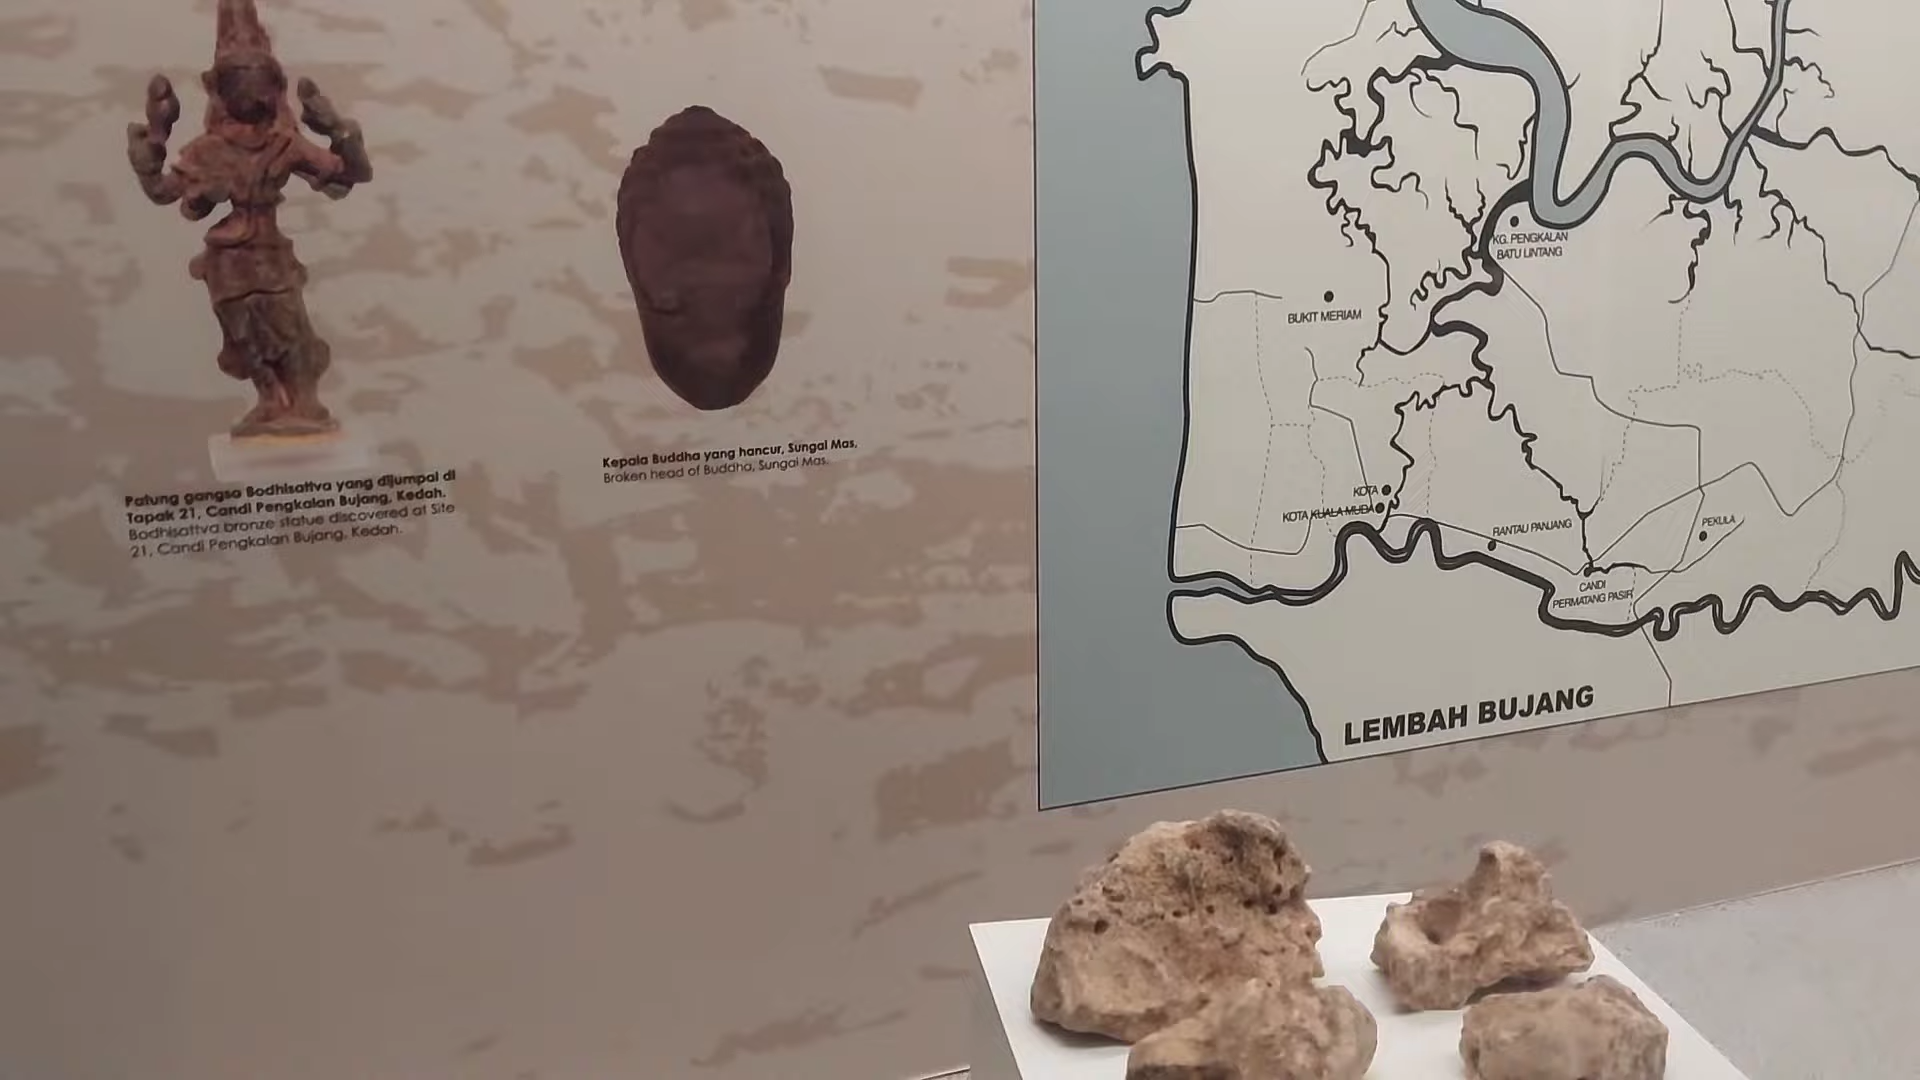 Patung gangsa Bodhisattva yang dijumpai di
Tapak 21, Candi Pengkalan Bujang, Kedah.
Bodhisattva bronze statue discovered at Site
21, Candi Pengkalan Bujang, Kedah.
Kepala Buddha yang hancur, Sungai Mas.
Broken head of Buddha, Sungai Mas.
KG. PENGKALAN
BATU LINTANG
BUKIT MERIAM
KOTA
KOTA KUALA MUDA
RANTAU PANJANG
PEKULA
CANDI
PERMATANG PASIR
LEMBAH BUJANG